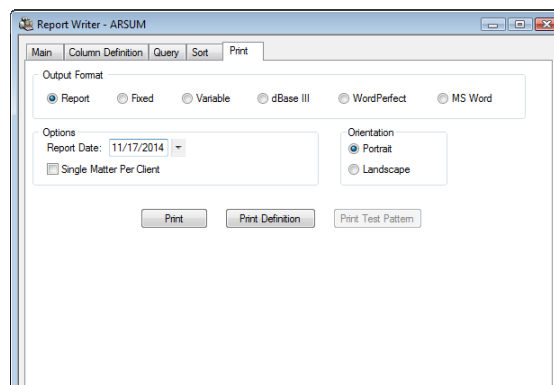 Report Writer - ARSUM
Main Column Definition Query Sort Print
Output Format
Report Fixed Variable dBase III WordPerfect MS Word
Options Orientation
Report Date: 11/17/2014 Portrait
Single Matter Per Client Landscape
Print Print Definition Print Test Pattern